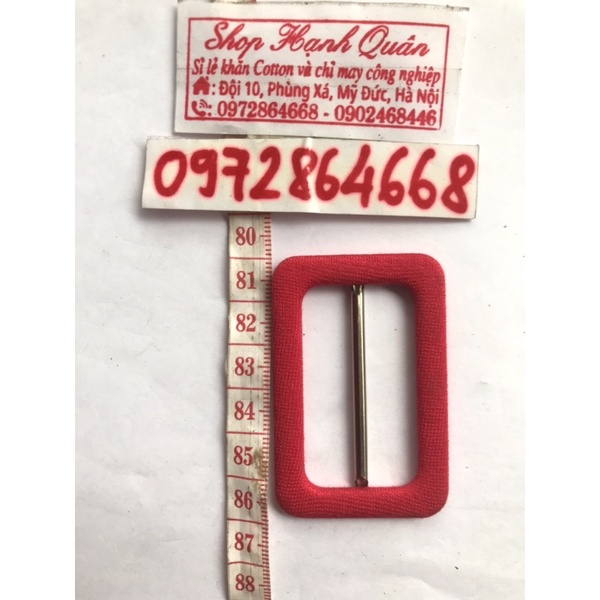 Shop Hạnh Quân
Sỉ lẻ khăn Cotton và chỉ may công nghiệp
: Đội 10, Phùng Xá, Mỹ Đức, Hà Nội
: 0972864668 - 0902468446
0972864668
80
81
82
83
84
85
86
87
88